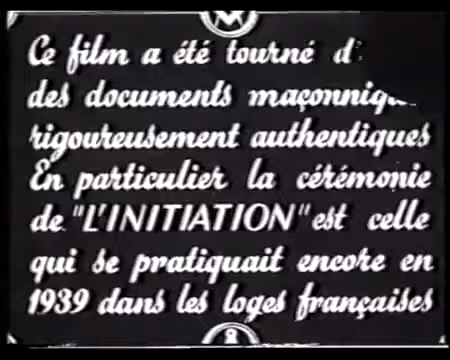 Ce film a été tourné d
des documents maçonniq
rigoureusement authentiques
En particulier la cérémonie
de "L'INITIATION" est celle
qui se pratiquait encore en
1939 dans les loges françaises